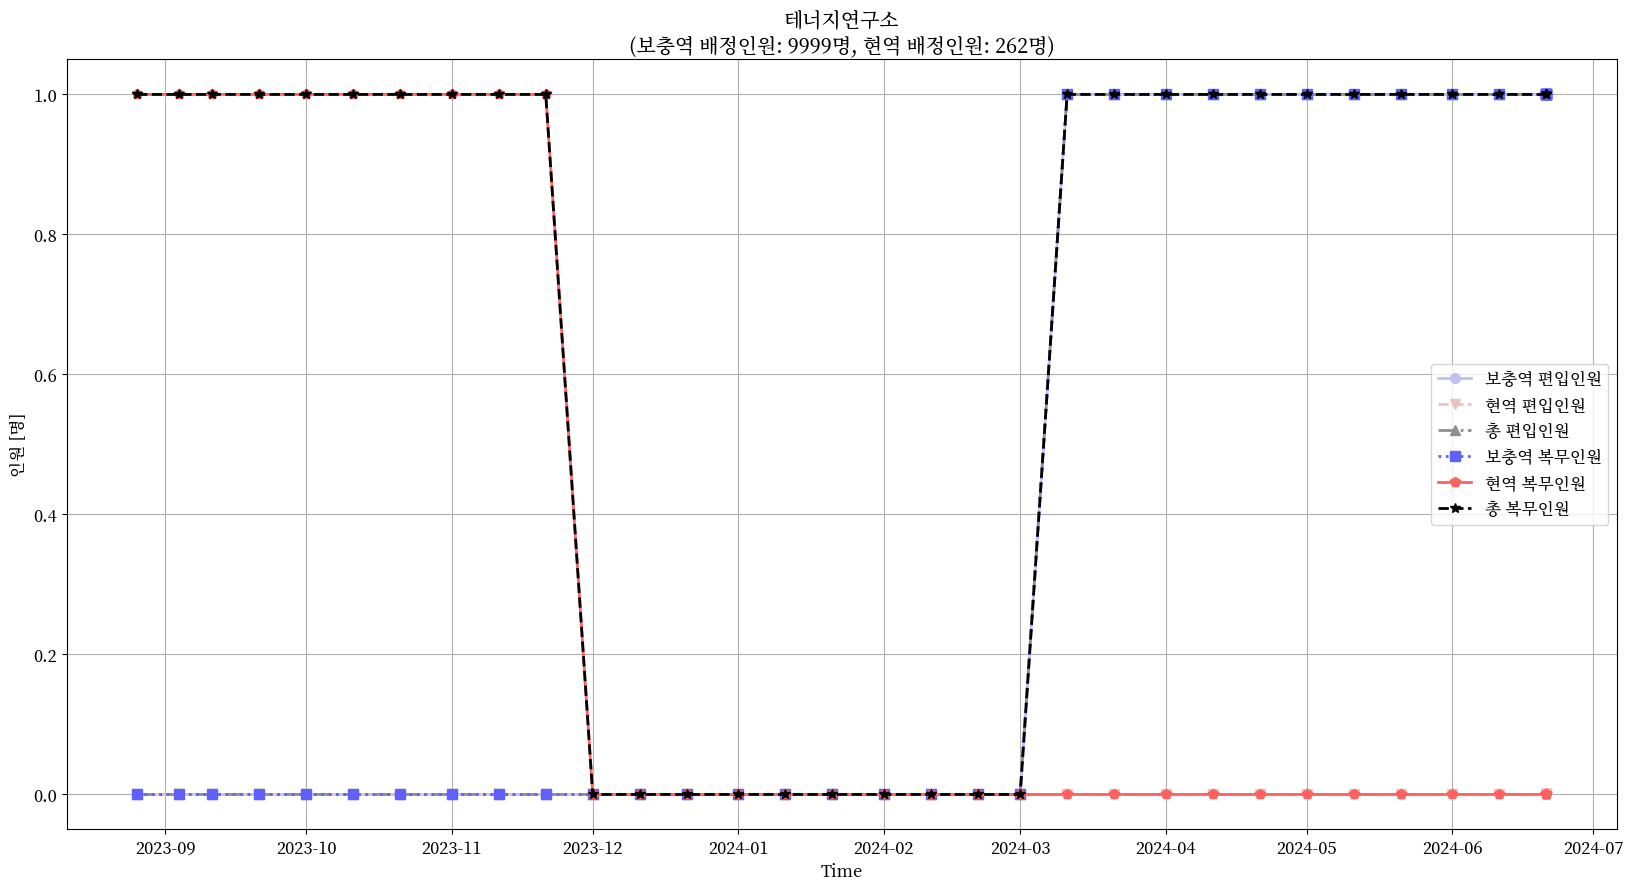 테너지연구소
(보충역 배정인원: 9999명, 현역 배정인원: 262명)
인원 [명]
1.0
0.8
0.6
0.4
0.2
0.0
보충역 편입인원
현역 편입인원
총 편입인원
보충역 복무인원
현역 복무인원
총 복무인원
2023-09 2023-10 2023-11 2023-12 2024-01 2024-02 2024-03 2024-04 2024-05 2024-06 2024-07
Time